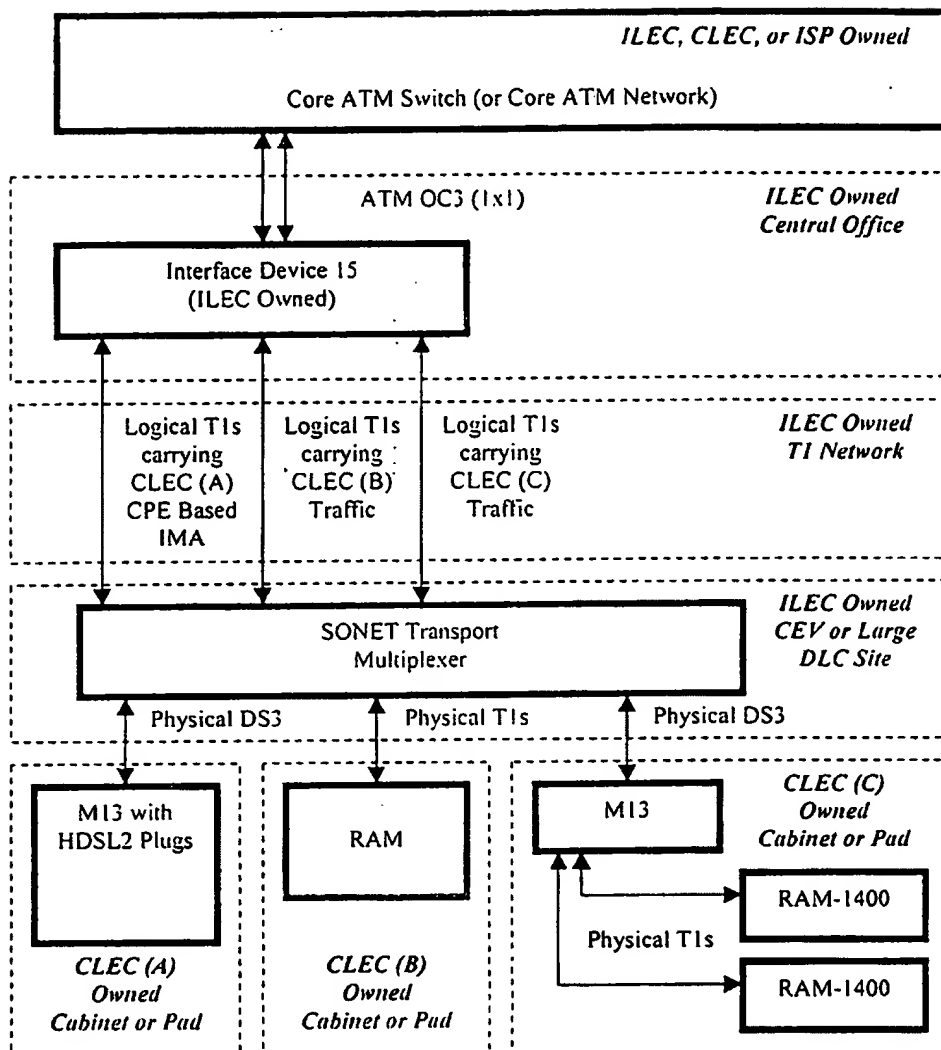 ILEC, CLEC, or ISP Owned
Core ATM Switch (or Core ATM Network)
ATM OC3 (1x1)
ILEC Owned
Central Office
Interface Device 15
(ILEC Owned)
Logical T1s
carrying
CLEC (A)
CPE Based
IMA
Logical T1s
carrying
CLEC (B)
Traffic
Logical T1s
carrying
CLEC (C)
Traffic
ILEC Owned
T1 Network
SONET Transport
Multiplexer
ILEC Owned
CEV or Large
DLC Site
Physical DS3
Physical T1s
Physical DS3
M13 with
HDSL2 Plugs
CLEC (A)
Owned
Cabinet or Pad
RAM
CLEC (B)
Owned
Cabinet or Pad
M13
CLEC (C)
Owned
Cabinet or Pad
RAM-1400
Physical T1s
RAM-1400